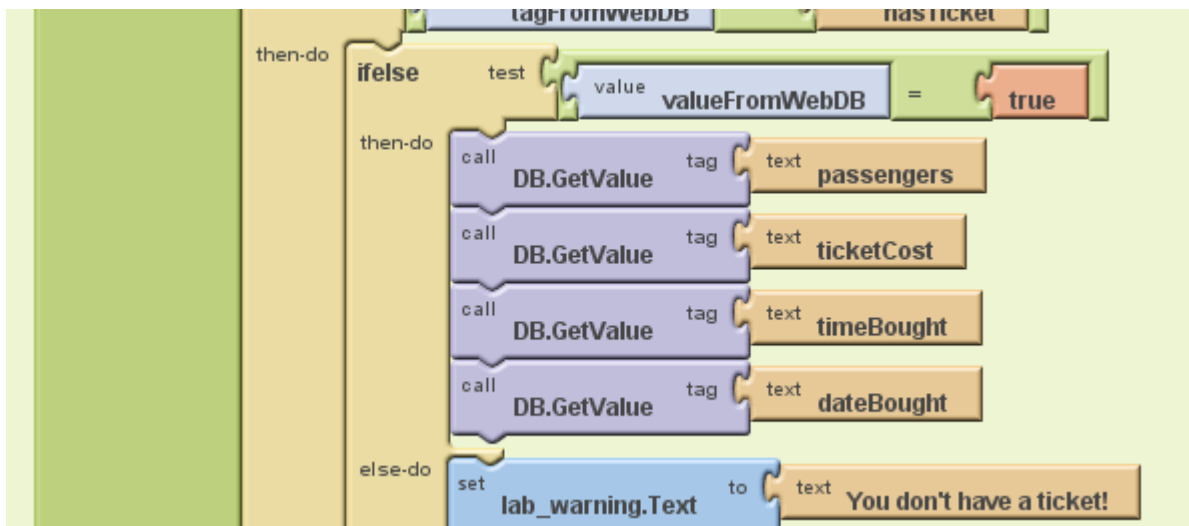 tagFromWebDB hasTicket
then-do
ifelse test value valueFromWebDB = true
then-do call DB.GetValue tag text passengers
call DB.GetValue tag text ticketCost
call DB.GetValue tag text timeBought
call DB.GetValue tag text dateBought
else-do set lab_warning.Text to text You don't have a ticket!